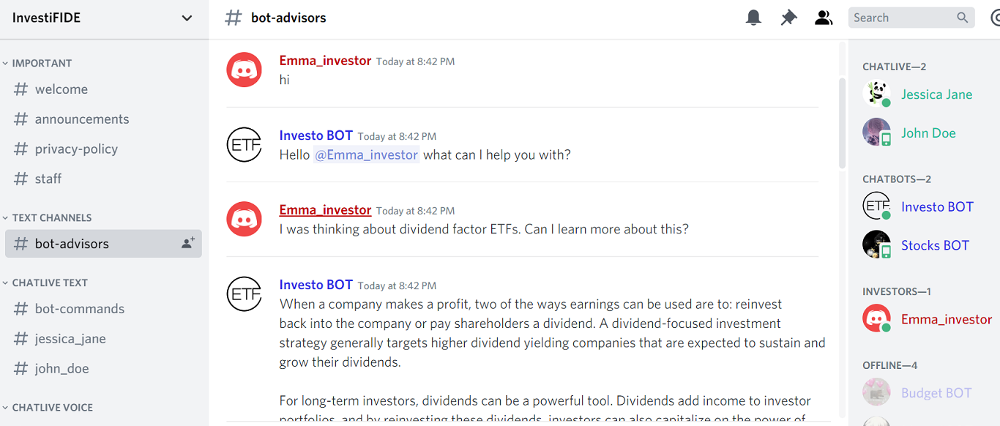 InvestiFIDE
IMPORTANT
# welcome
# announcements
# privacy-policy
# staff
TEXT CHANNELS
# bot-advisors
CHATLIVE TEXT
# bot-commands
# jessica_jane
# john_doe
CHATLIVE VOICE
# bot-advisors
Search
Emma_investor Today at 8:42 PM
hi
ETF
Investo BOT Today at 8:42 PM
Hello @Emma_investor what can I help you with?
Emma_investor Today at 8:42 PM
I was thinking about dividend factor ETFs. Can I learn more about this?
ETF
Investo BOT Today at 8:42 PM
When a company makes a profit, two of the ways earnings can be used are to: reinvest
back into the company or pay shareholders a dividend. A dividend-focused investment
strategy generally targets higher dividend yielding companies that are expected to sustain and
grow their dividends.
For long-term investors, dividends can be a powerful tool. Dividends add income to investor
portfolios, and by reinvesting these dividends, investors can also capitalize on the power of
CHATLIVE—2
Jessica Jane
John Doe
CHATBOTS—2
ETF
Investo BOT
Stocks BOT
INVESTORS—1
Emma_investor
OFFLINE—4
Budget BOT